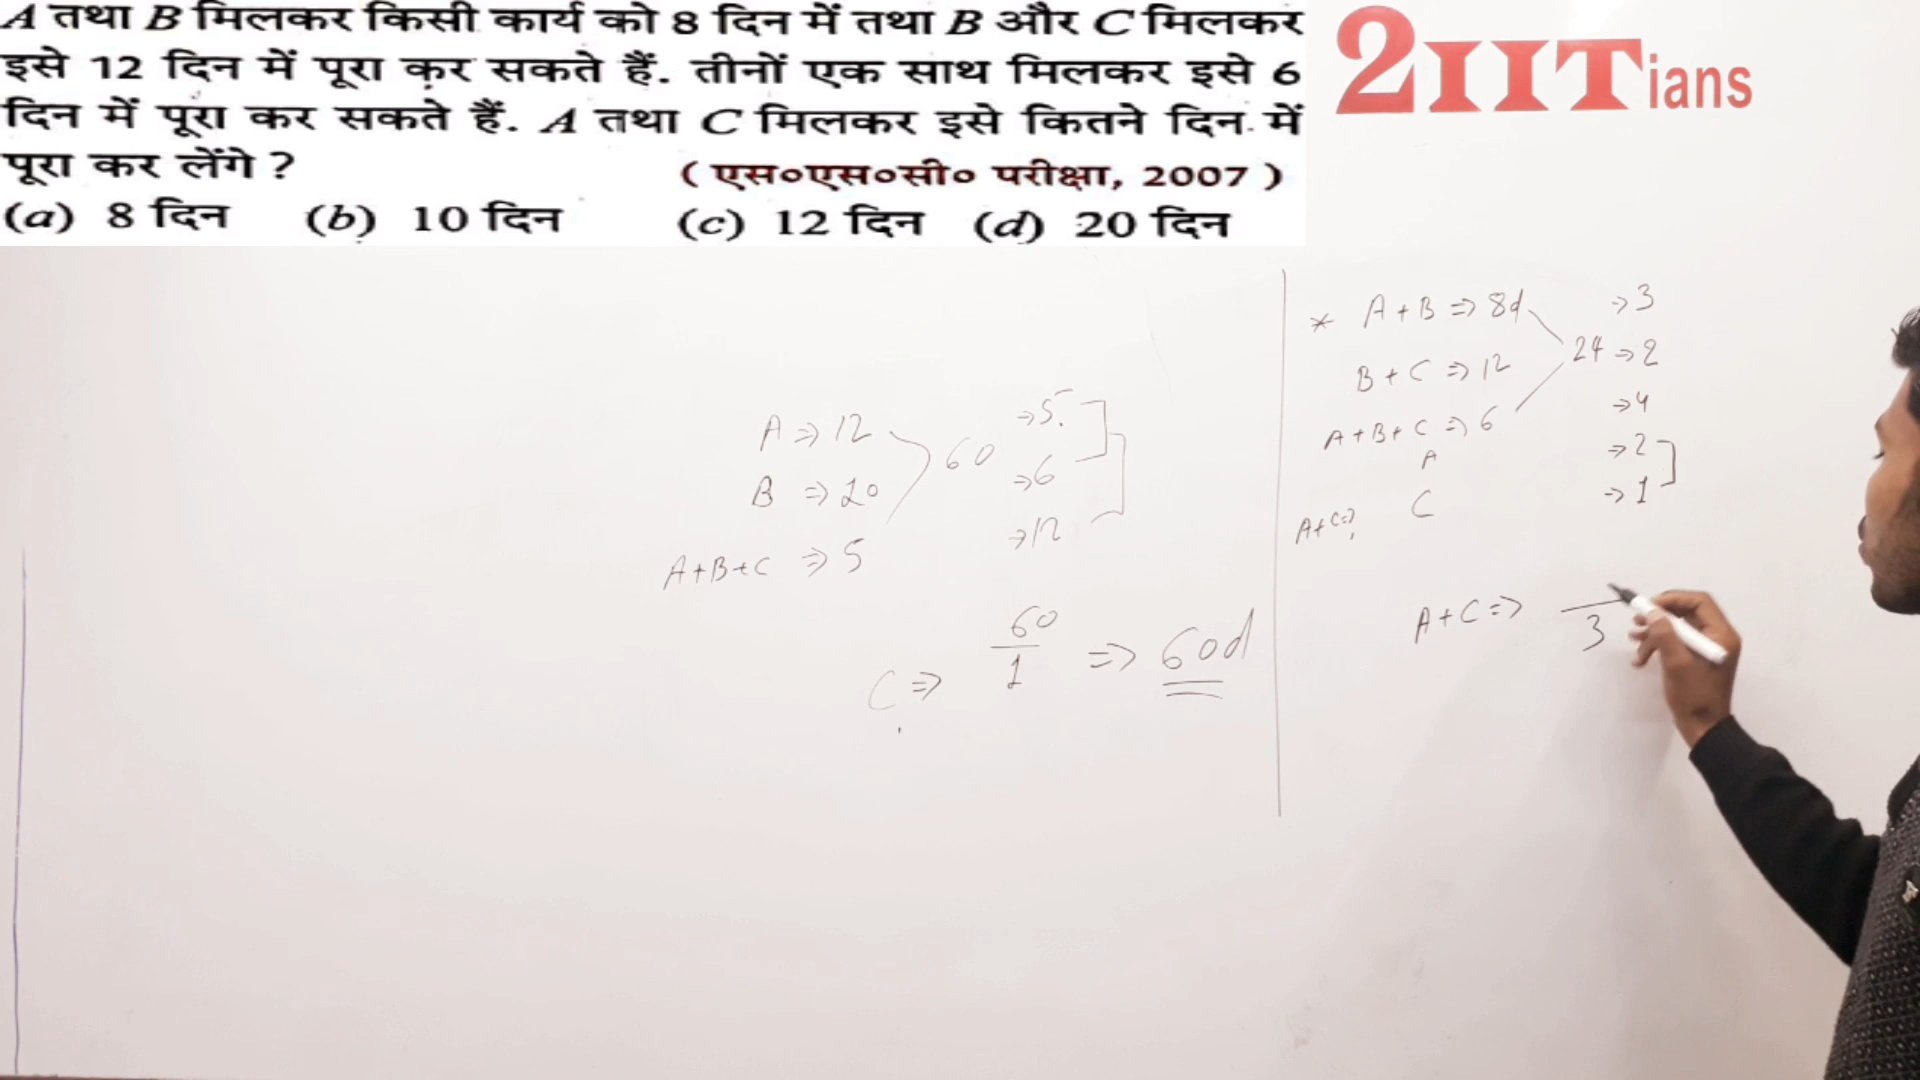 A तथा B मिलकर किसी कार्य को 8 दिन में तथा B और C मिलकर
इसे 12 दिन में पूरा कर सकते हैं. तीनों एक साथ मिलकर इसे 6
दिन में पूरा कर सकते हैं. A तथा C मिलकर इसे कितने दिन में
पूरा कर लेंगे ? ( एस०एस०सी० परीक्षा, 2007 )
(a) 8 दिन (b) 10 दिन (c) 12 दिन (d) 20 दिन
2IITians
A ⇒ 12 60 ⇒ 5
B ⇒ 10 ⇒ 6
A+B+C ⇒ 5 ⇒ 12
C ⇒ 60/1 ⇒ 60d
* A+B ⇒ 8d ⇒ 3
B+C ⇒ 12 24 ⇒ 2
A+B+C ⇒ 6 ⇒ 4
A ⇒ 2
C ⇒ 1
A+C ⇒
A+C ⇒ /3